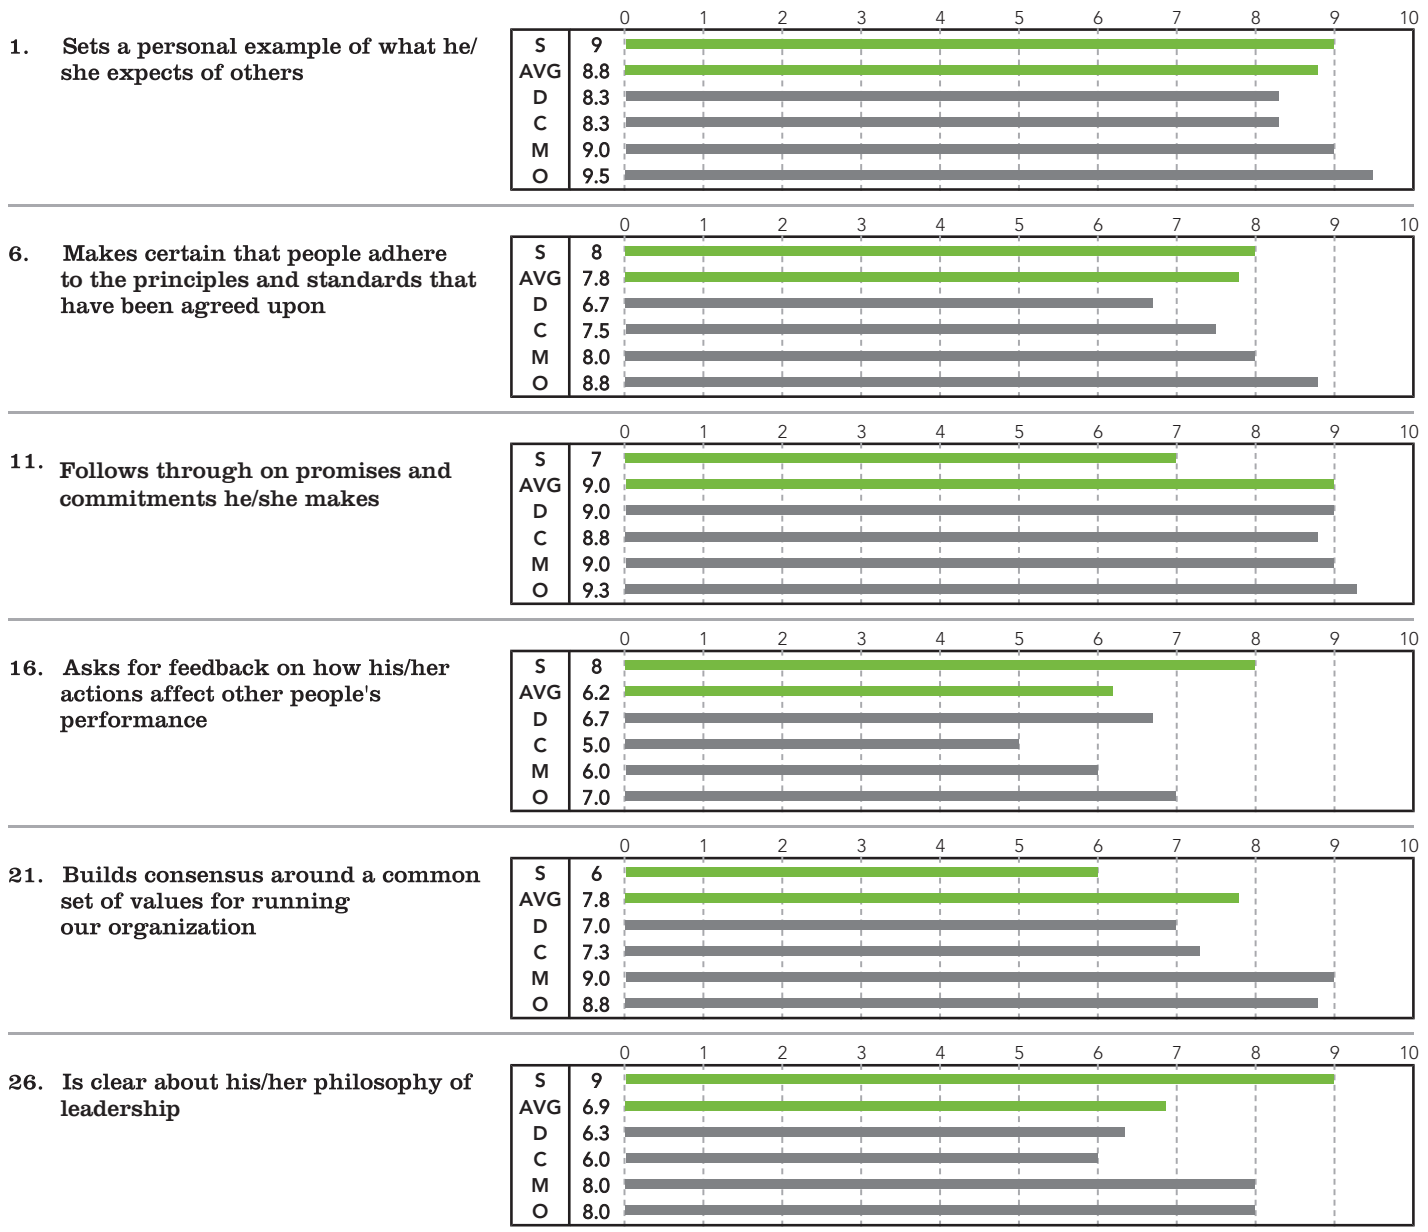 0 1 2 3 4 5 6 7 8 9 10
1. Sets a personal example of what he/
she expects of others
S 9
AVG 8.8
D 8.3
C 8.3
M 9.0
O 9.5
0 1 2 3 4 5 6 7 8 9 10
6. Makes certain that people adhere
to the principles and standards that
have been agreed upon
S 8
AVG 7.8
D 6.7
C 7.5
M 8.0
O 8.8
0 1 2 3 4 5 6 7 8 9 10
11. Follows through on promises and
commitments he/she makes
S 7
AVG 9.0
D 9.0
C 8.8
M 9.0
O 9.3
0 1 2 3 4 5 6 7 8 9 10
16. Asks for feedback on how his/her
actions affect other people's
performance
S 8
AVG 6.2
D 6.7
C 5.0
M 6.0
O 7.0
0 1 2 3 4 5 6 7 8 9 10
21. Builds consensus around a common
set of values for running
our organization
S 6
AVG 7.8
D 7.0
C 7.3
M 9.0
O 8.8
0 1 2 3 4 5 6 7 8 9 10
26. Is clear about his/her philosophy of
leadership
S 9
AVG 6.9
D 6.3
C 6.0
M 8.0
O 8.0